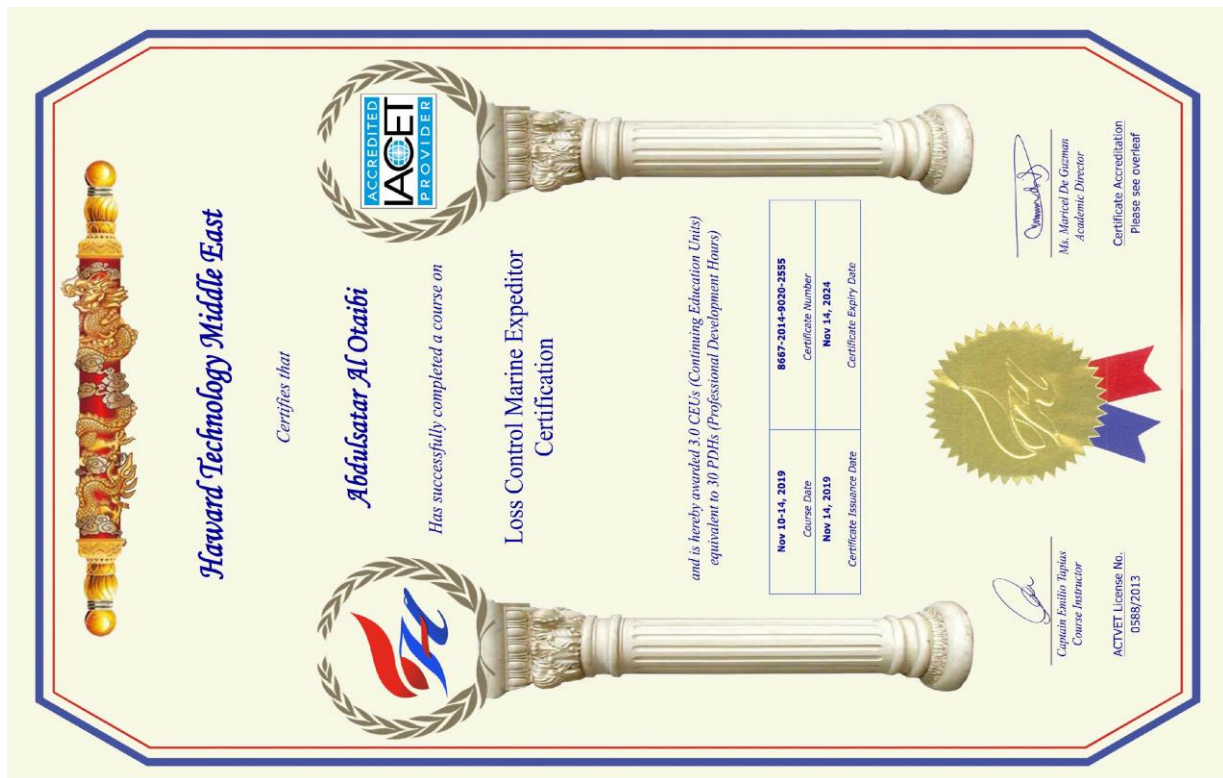 Haward Technology Middle East
Certifies that
ACCREDITED
IACET
PROVIDER
Abdulsatar Al Otaibi
Has successfully completed a course on
Loss Control Marine Expeditor
Certification
and is hereby awarded 3.0 CEUs (Continuing Education Units)
equivalent to 30 PDHs (Professional Development Hours)
Nov 10-14, 2019 8667-2014-9020-2555
Course Date Certificate Number
Nov 14, 2019 Nov 14, 2024
Certificate Issuance Date Certificate Expiry Date
Captain Emilio Tapias Ms. Maricel De Guzman
Course Instructor Academic Director
ACTVET License No. Certificate Accreditation
0588/2013 Please see overleaf